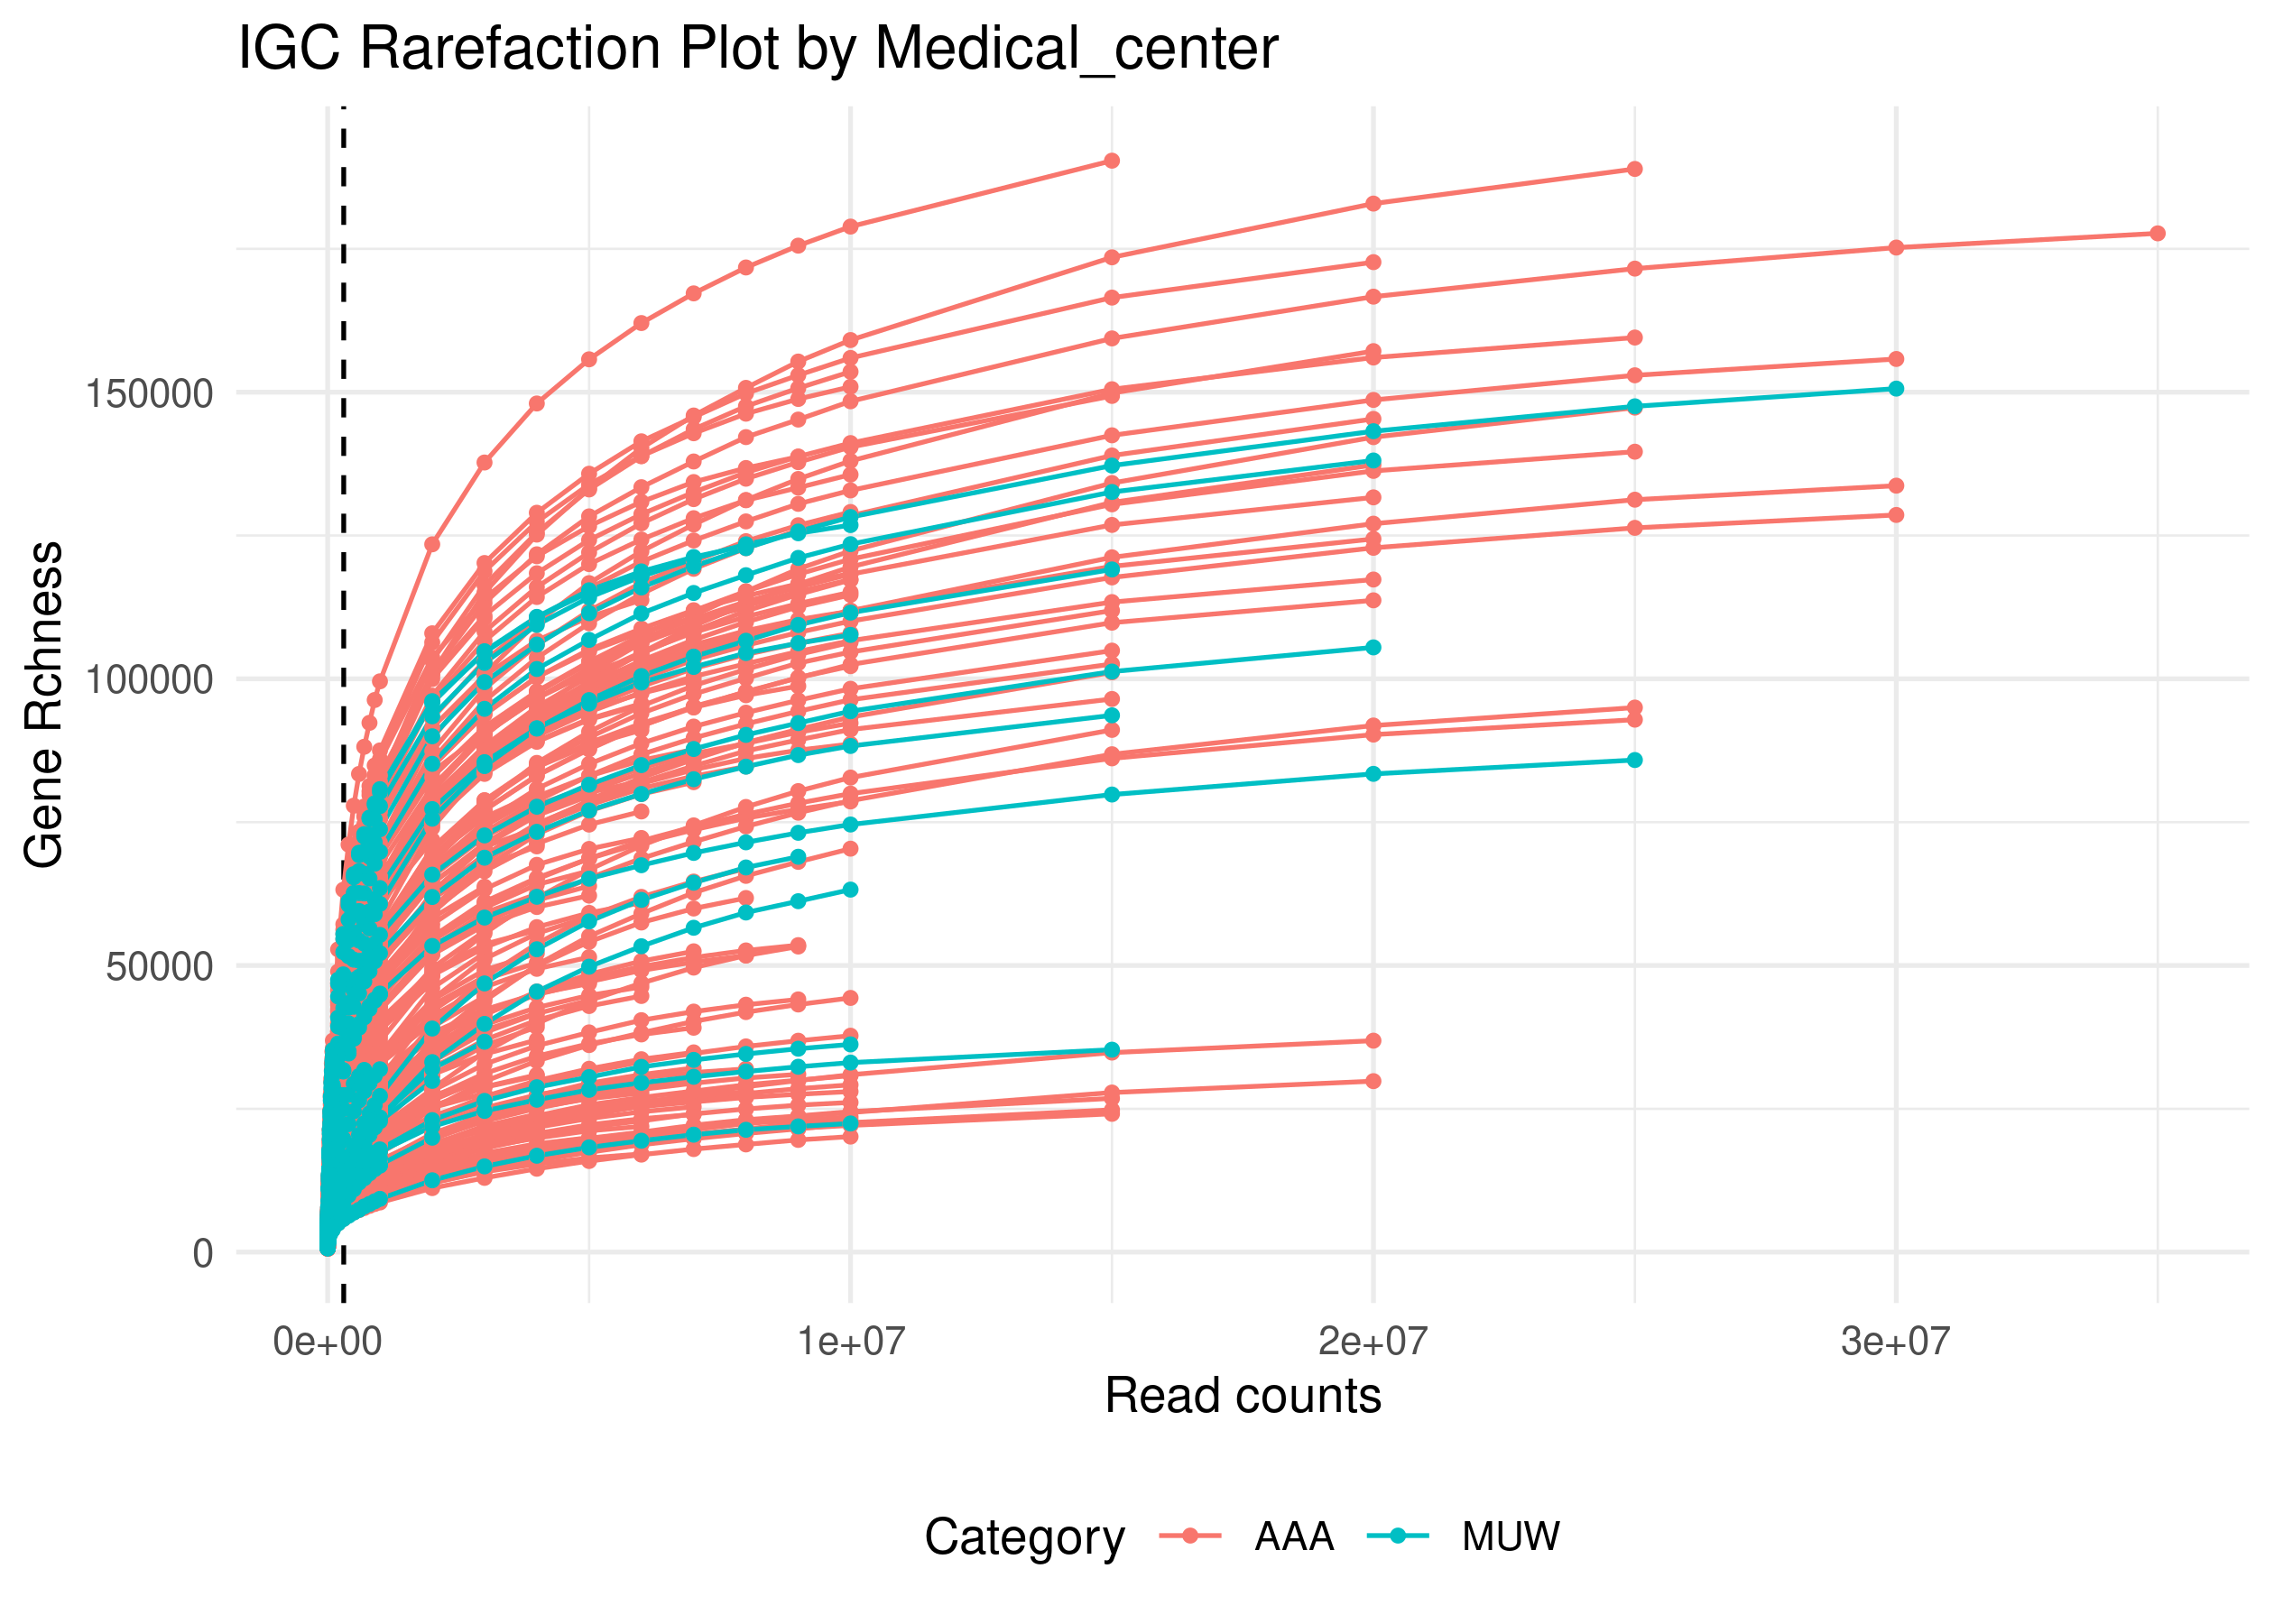 IGC Rarefaction Plot by Medical_center
Gene Rchness
150000
100000
50000
0
0e+00 1e+07 2e+07 3e+07
Read counts
Category AAA MUW